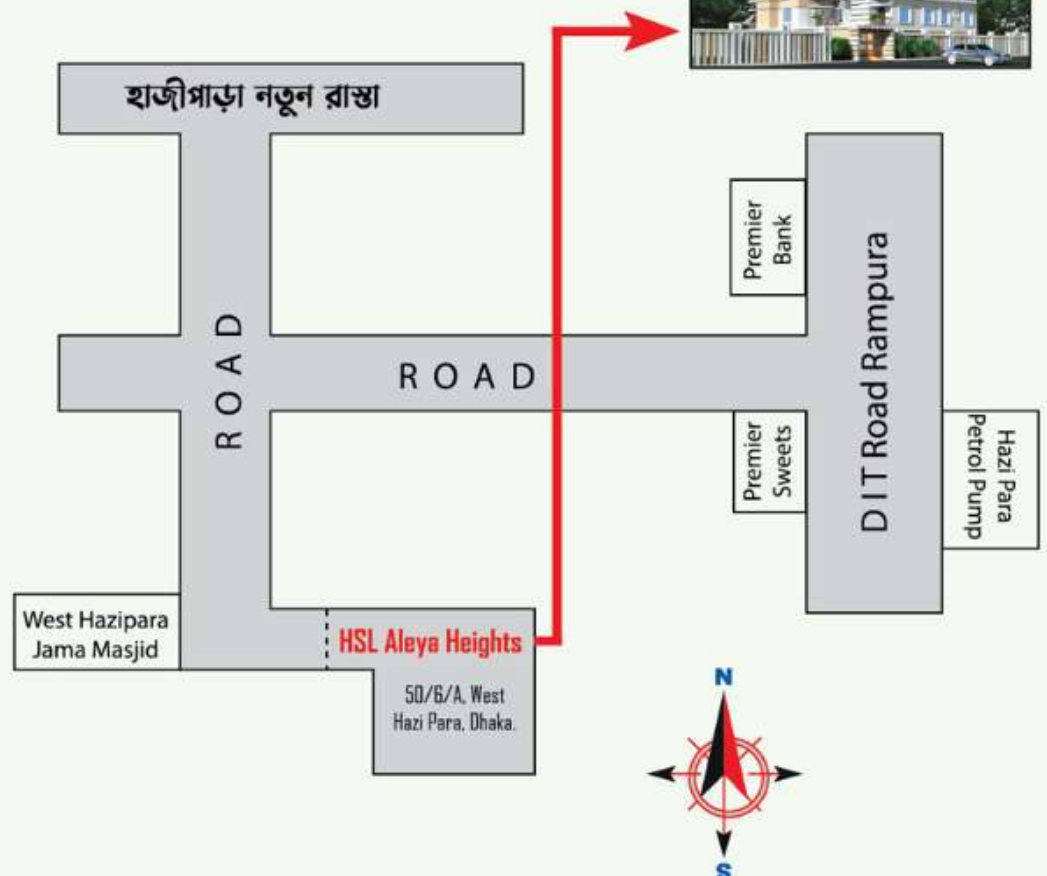 হাজীপাড়া নতুন রাস্তা
Premier
Bank
DIT Road Rampura
ROAD
ROAD
Premier
Sweets
Hazi Para
Petrol Pump
West Hazipara
Jama Masjid
HSL Aleya Heights
50/6/A, West
Hazi Para, Dhaka.
N
S